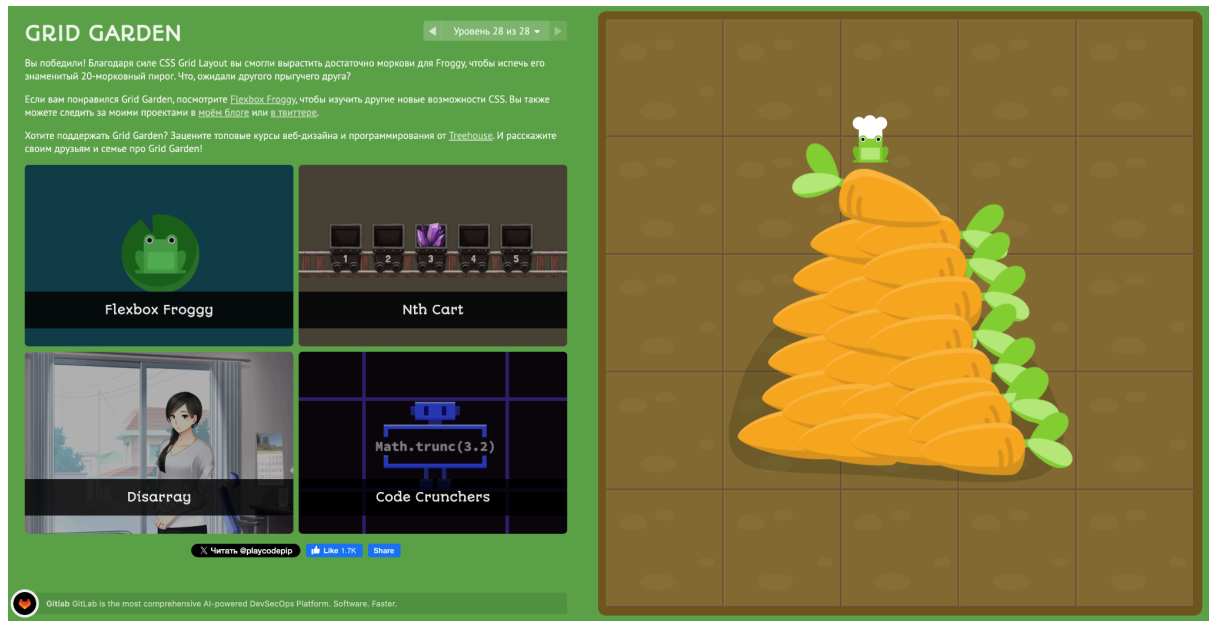 GRID GARDEN
Уровень 28 из 28
Вы победили! Благодаря силе CSS Grid Layout вы смогли вырастить достаточно моркови для Froggy, чтобы испечь его
знаменитый 20-морковный пирог. Что, ожидали другого прыгучего друга?
Если вам понравился Grid Garden, посмотрите Flexbox Froggy, чтобы изучить другие новые возможности CSS. Вы также
можете следить за моими проектами в моём блоге или в твиттере.
Хотите поддержать Grid Garden? Зацените топовые курсы веб-дизайна и программирования от Treehouse. И расскажите
своим друзьям и семье про Grid Garden!
Flexbox Froggy
1 2 3 4 5
Nth Cart
Disarray
Math.trunc(3.2)
Code Crunchers
Читать @playcodepip
Like 1.7K
Share
Gitlab GitLab is the most comprehensive AI-powered DevSecOps Platform. Software. Faster.